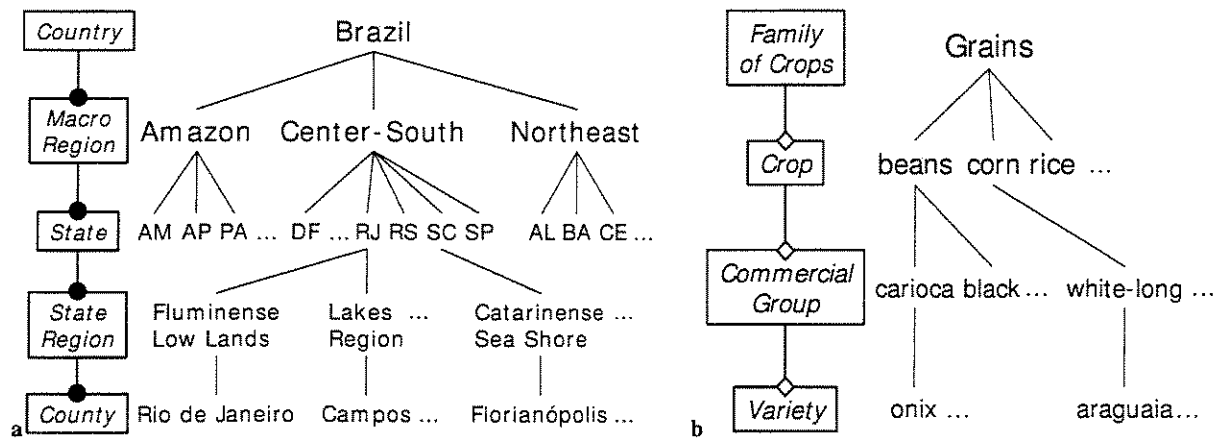 Country
Brazil
Macro
Region
Amazon Center-South Northeast
State
AM AP PA ... DF ... RJ RS SC SP AL BA CE ...
State
Region
Fluminense
Low Lands
Lakes ...
Region
Catarinense ...
Sea Shore
County
Rio de Janeiro Campos ... Florianópolis ...
a
Family
of Crops
Grains
Crop
beans corn rice ...
Commercial
Group
carioca black ... white-long ...
Variety
onix ... araguaia ...
b